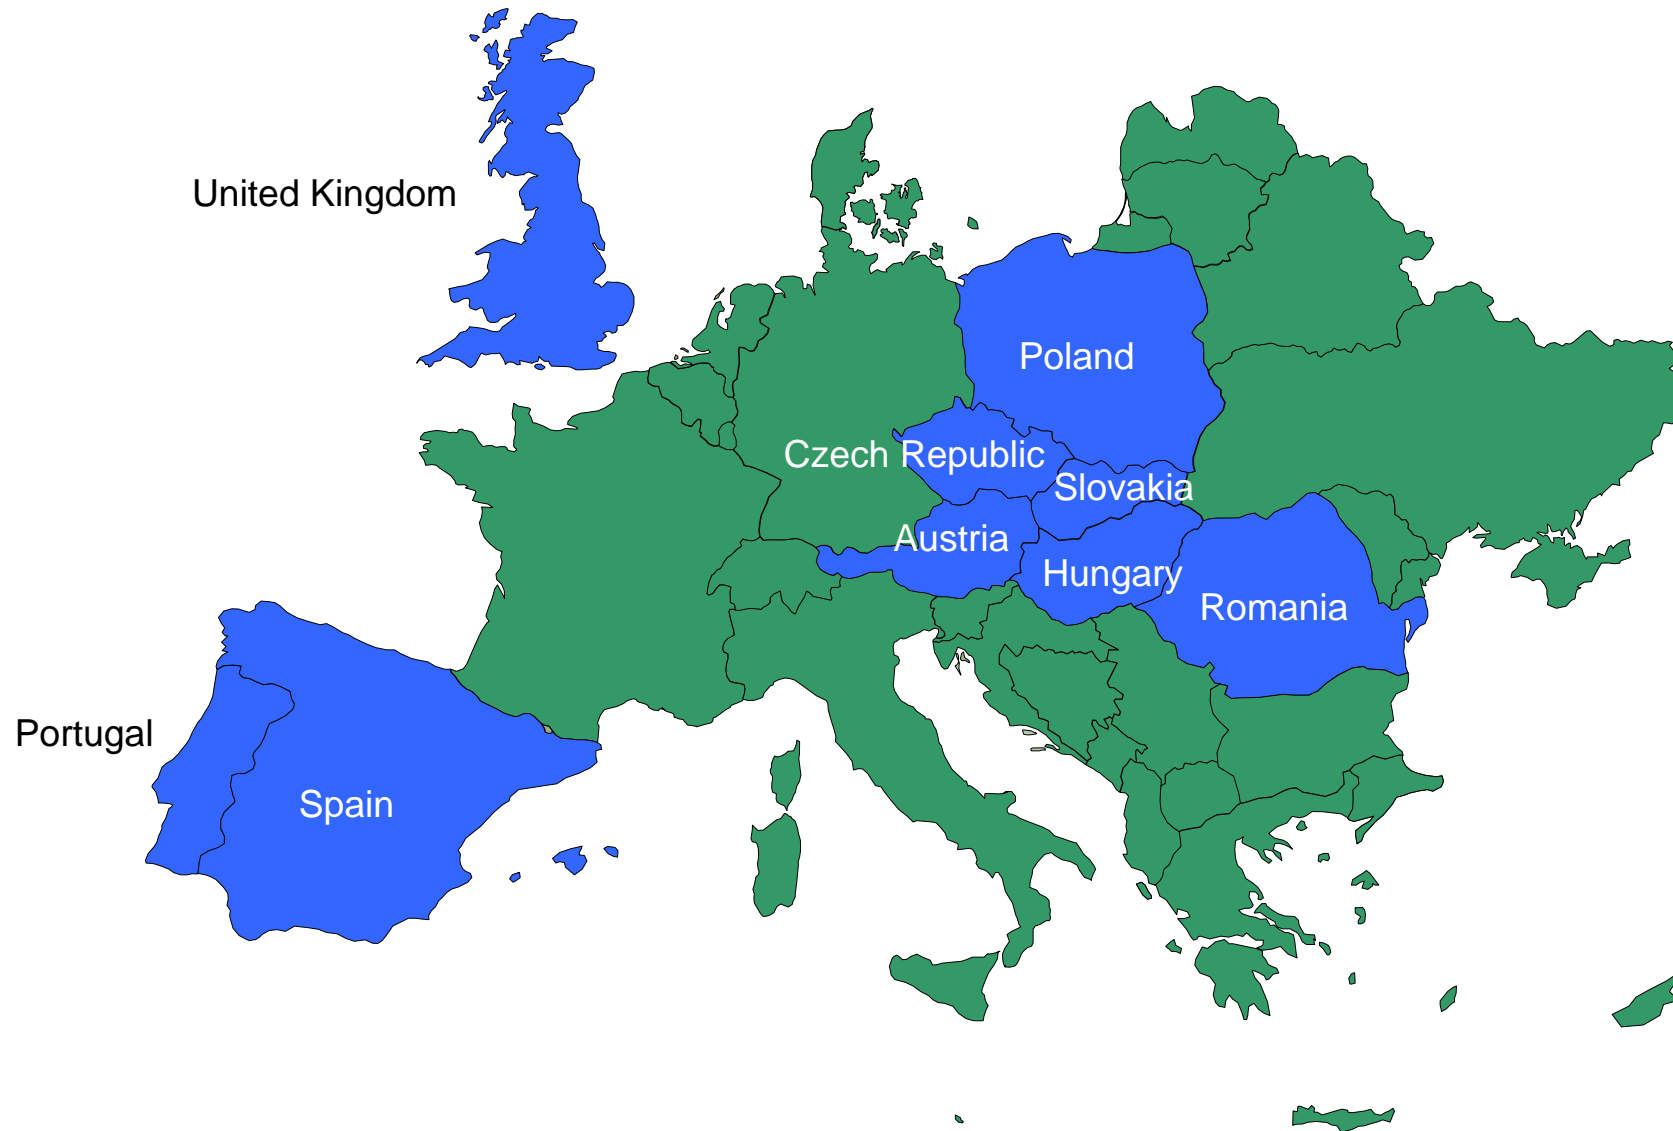 United Kingdom
Poland
Czech Republic
Slovakia
Austria
Hungary
Romania
Portugal
Spain